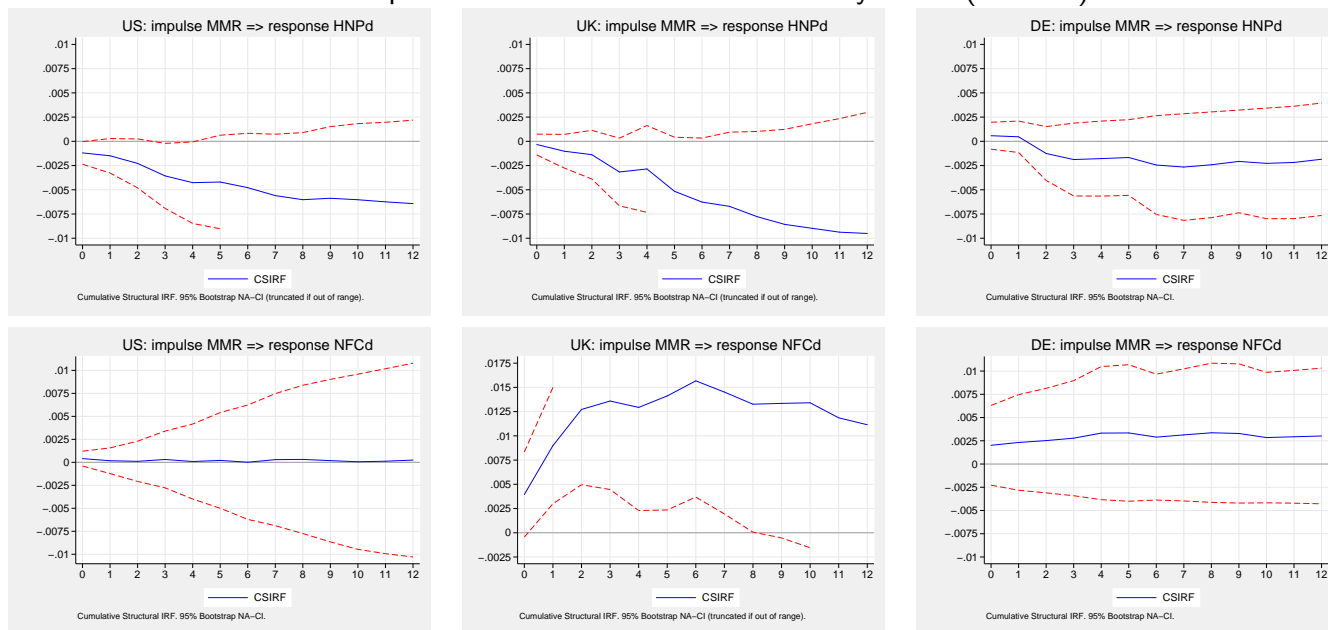 US: impulse MMR => response HNPd
.01
.0075
.005
.0025
0
−.0025
−.005
−.0075
−.01
0 1 2 3 4 5 6 7 8 9 10 11 12
CSIRF
Cumulative Structural IRF. 95% Bootstrap NA−CI (truncated if out of range).
UK: impulse MMR => response HNPd
.01
.0075
.005
.0025
0
−.0025
−.005
−.0075
−.01
0 1 2 3 4 5 6 7 8 9 10 11 12
CSIRF
Cumulative Structural IRF. 95% Bootstrap NA−CI (truncated if out of range).
DE: impulse MMR => response HNPd
.01
.0075
.005
.0025
0
−.0025
−.005
−.0075
−.01
0 1 2 3 4 5 6 7 8 9 10 11 12
CSIRF
Cumulative Structural IRF. 95% Bootstrap NA−CI.
US: impulse MMR => response NFCd
.01
.0075
.005
.0025
0
−.0025
−.005
−.0075
−.01
0 1 2 3 4 5 6 7 8 9 10 11 12
CSIRF
Cumulative Structural IRF. 95% Bootstrap NA−CI.
UK: impulse MMR => response NFCd
.0175
.015
.0125
.01
.0075
.005
.0025
0
−.0025
0 1 2 3 4 5 6 7 8 9 10 11 12
CSIRF
Cumulative Structural IRF. 95% Bootstrap NA−CI (truncated if out of range).
DE: impulse MMR => response NFCd
.01
.0075
.005
.0025
0
−.0025
−.005
−.0075
−.01
0 1 2 3 4 5 6 7 8 9 10 11 12
CSIRF
Cumulative Structural IRF. 95% Bootstrap NA−CI.